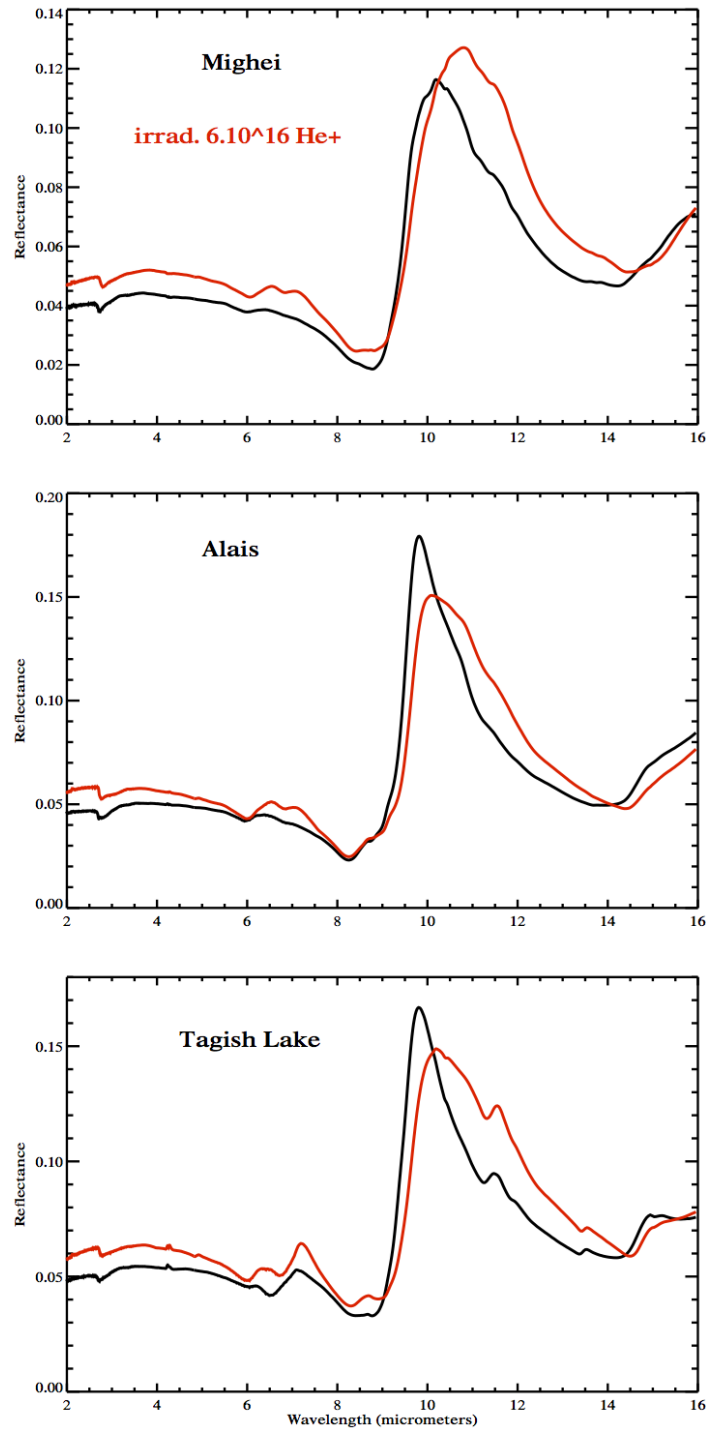 0.14
0.12
0.10
0.08
0.06
0.04
0.02
0.00
Reflectance
Mighei
irrad. 6.10^16 He+
2 4 6 8 10 12 14 16
0.20
0.15
0.10
0.05
0.00
Reflectance
Alais
2 4 6 8 10 12 14 16
0.15
0.10
0.05
0.00
Reflectance
Tagish Lake
2 4 6 8 10 12 14 16
Wavelength (micrometers)